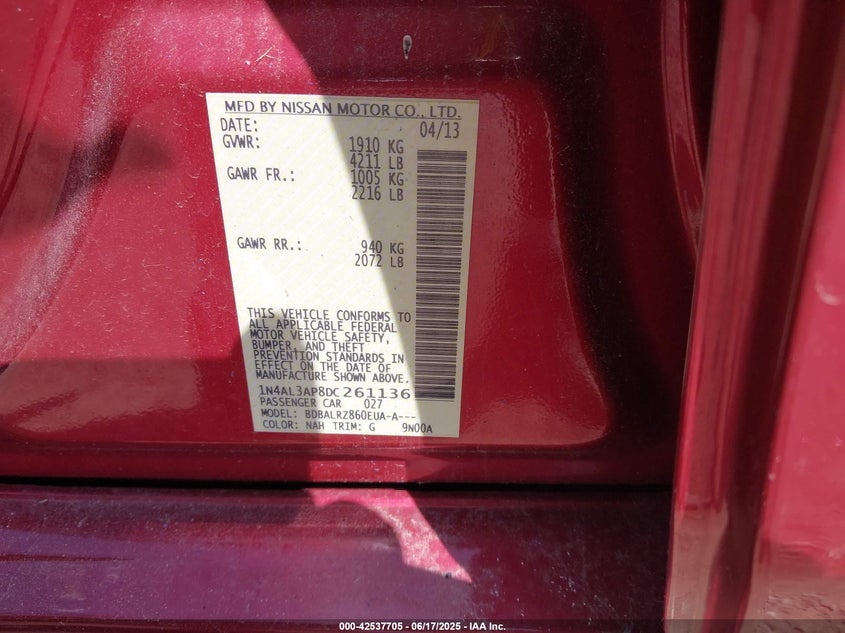 MFD BY NISSAN MOTOR CO., LTD.
DATE: 04/13
GVWR: 1910 KG
4211 LB
GAWR FR.: 1005 KG
2216 LB
GAWR RR.: 940 KG
2072 LB
THIS VEHICLE CONFORMS TO
ALL APPLICABLE FEDERAL
MOTOR VEHICLE SAFETY,
BUMPER, AND THEFT
PREVENTION STANDARDS IN
EFFECT ON THE DATE OF
MANUFACTURE SHOWN ABOVE.
1N4AL3AP8DC261136
PASSENGER CAR 027
MODEL: BDBALRZ860EUA-A---
COLOR: NAH TRIM: G 9N00A
000-42537705 - 06/17/2025 - IAA Inc.